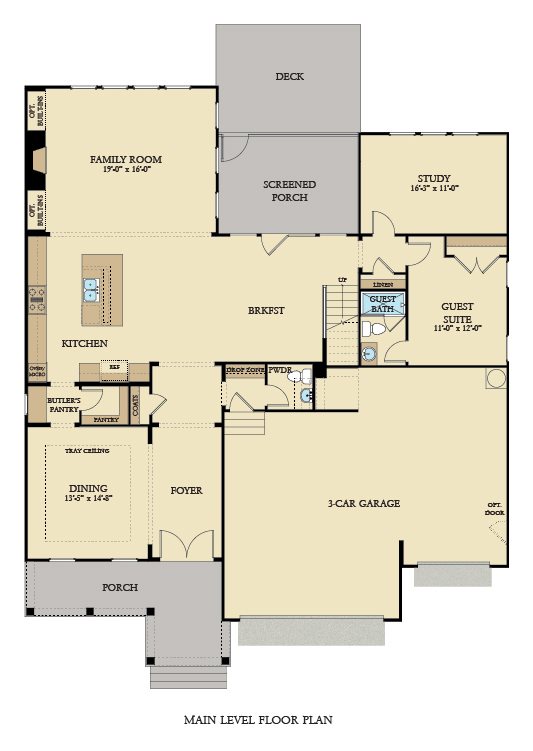 DECK
OPT.
BUILT-INS
FAMILY ROOM
19'-0" x 16'-0"
STUDY
16'-3" x 11'-0"
SCREENED
PORCH
OPT.
BUILT-INS
UP
LINEN
GUEST
BATH
GUEST
SUITE
11'-0" x 12'-0"
BRKFST
KITCHEN
OVEN/
MICRO
REF
DROP ZONE
PWDR
BUTLER'S
PANTRY
PANTRY
COATS
TRAY CEILING
DINING
13'-5" x 14'-8"
FOYER
3-CAR GARAGE
OPT.
DOOR
PORCH
MAIN LEVEL FLOOR PLAN